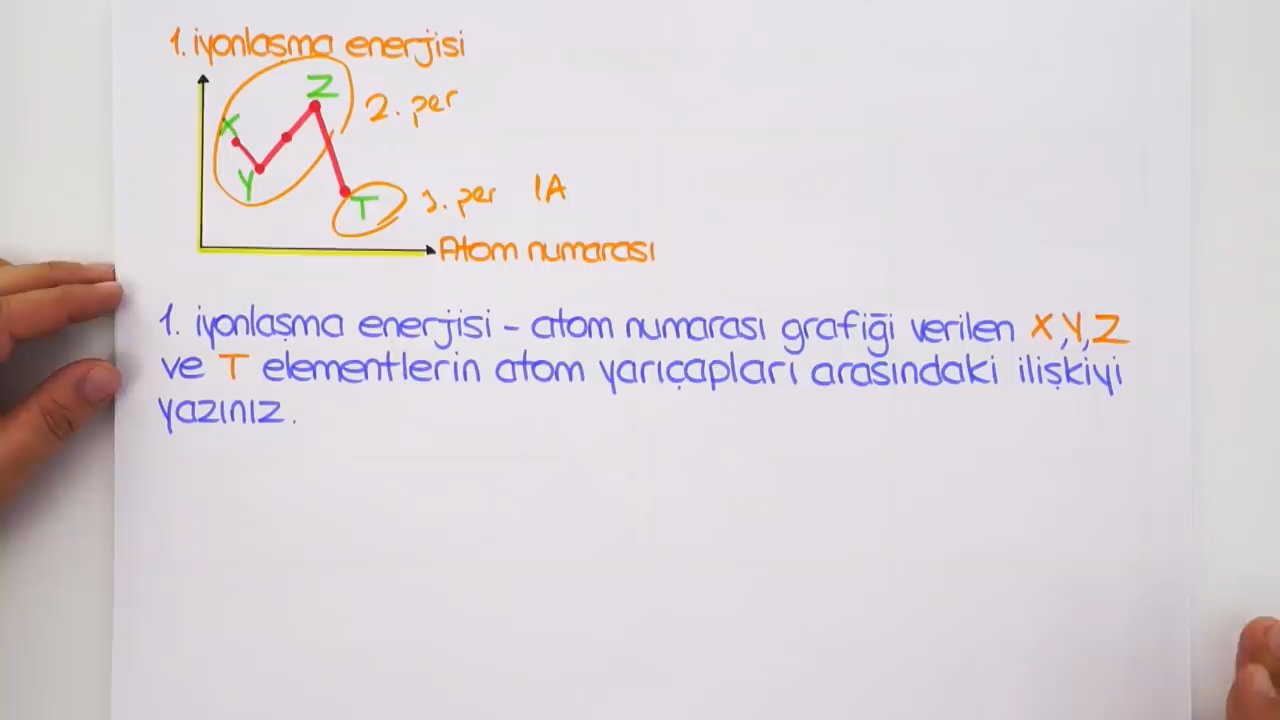 1. iyonlaşma enerjisi
Z
2. per
X
Y
T
3. per 1A
Atom numarası
1. iyonlaşma enerjisi - atom numarası grafiği verilen X,Y,Z
ve T elementlerin atom yarıçapları arasındaki ilişkiyi
yazınız.